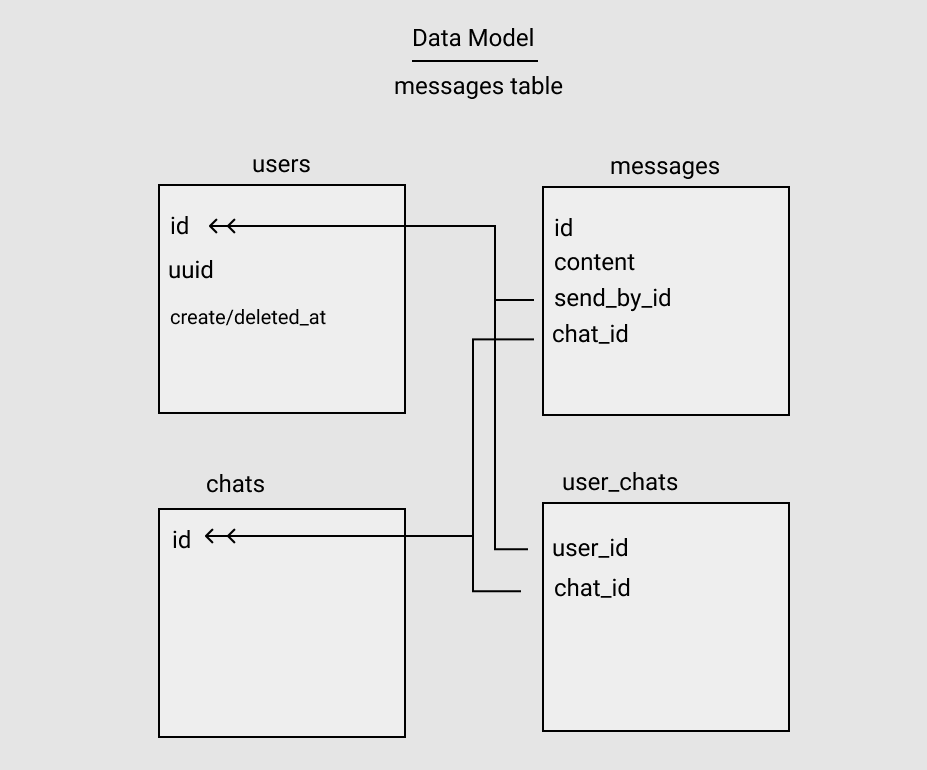 Data Model
messages table
users
id
uuid
create/deleted_at
messages
id
content
send_by_id
chat_id
chats
id
user_chats
user_id
chat_id